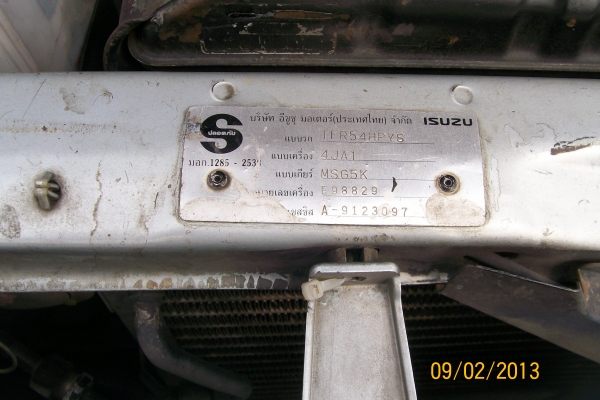 บริษัท อีซูซุ มอเตอร์(ประเทศไทย) จำกัด ISUZU
S
ปลอดภัย
มอก.1285 - 253
แบบรถ TFR54HPYS
แบบเครื่อง 4JA1
แบบเกียร์ MSG5K
หมายเลขเครื่อง 698829
A-9123097
09/02/2013